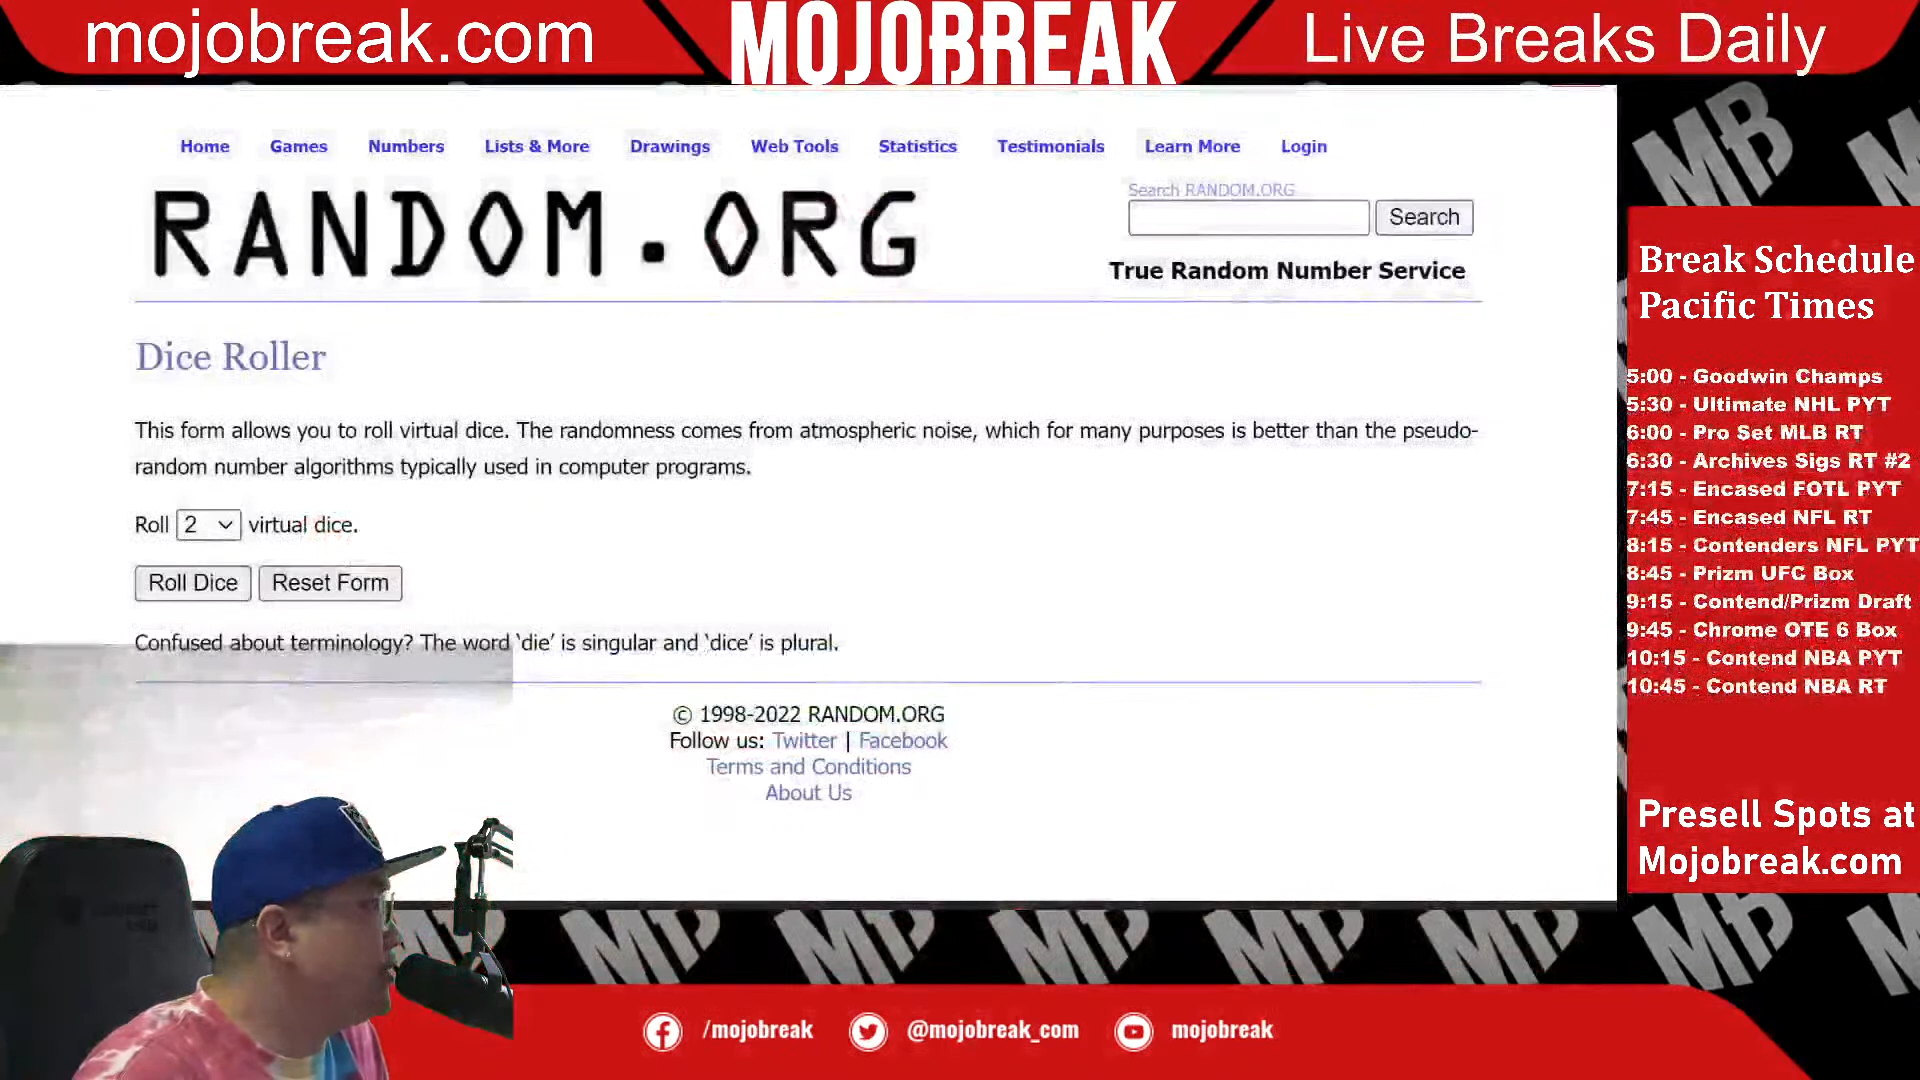 mojobreak.com
MOJOBREAK
Live Breaks Daily
Home Games Numbers Lists & More Drawings Web Tools Statistics Testimonials Learn More Login
RANDOM.ORG
Search RANDOM.ORG
Search
True Random Number Service
Dice Roller
This form allows you to roll virtual dice. The randomness comes from atmospheric noise, which for many purposes is better than the pseudo-
random number algorithms typically used in computer programs.
Roll 2 virtual dice.
Roll Dice Reset Form
Confused about terminology? The word ‘die’ is singular and ‘dice’ is plural.
© 1998-2022 RANDOM.ORG
Follow us: Twitter | Facebook
Terms and Conditions
About Us
Break Schedule
Pacific Times
5:00 - Goodwin Champs
5:30 - Ultimate NHL PYT
6:00 - Pro Set MLB RT
6:30 - Archives Sigs RT #2
7:15 - Encased FOTL PYT
7:45 - Encased NFL RT
8:15 - Contenders NFL PYT
8:45 - Prizm UFC Box
9:15 - Contend/Prizm Draft
9:45 - Chrome OTE 6 Box
10:15 - Contend NBA PYT
10:45 - Contend NBA RT
Presell Spots at
Mojobreak.com
/mojobreak @mojobreak_com mojobreak